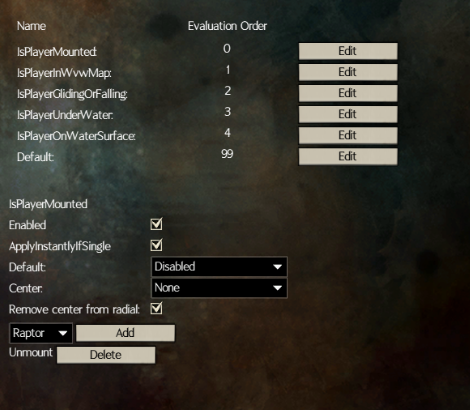 Name Evaluation Order
IsPlayerMounted: 0 Edit
IsPlayerInWvwMap: 1 Edit
IsPlayerGlidingOrFalling: 2 Edit
IsPlayerUnderWater: 3 Edit
IsPlayerOnWaterSurface: 4 Edit
Default: 99 Edit
IsPlayerMounted
Enabled
ApplyInstantlyIfSingle
Default: Disabled
Center: None
Remove center from radial:
Raptor Add
Unmount Delete